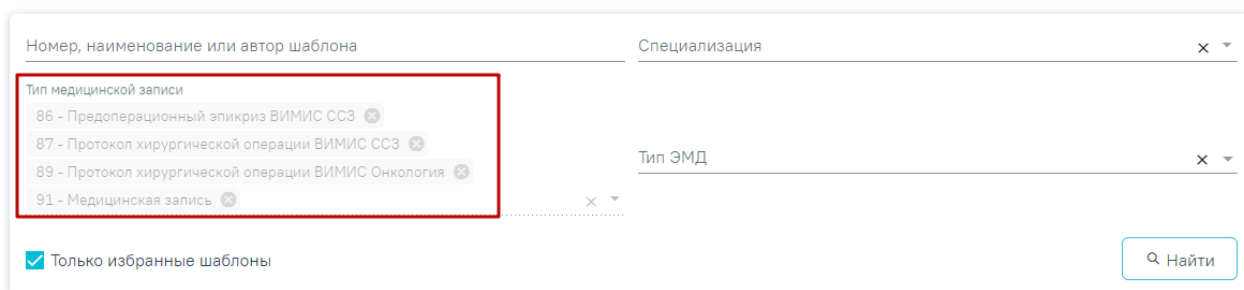 Номер, наименование или автор шаблона
Специализация
Тип медицинской записи
86 - Предоперационный эпикриз ВИМИС ССЗ
87 - Протокол хирургической операции ВИМИС ССЗ
89 - Протокол хирургической операции ВИМИС Онкология
91 - Медицинская запись
Тип ЭМД
Только избранные шаблоны
Найти